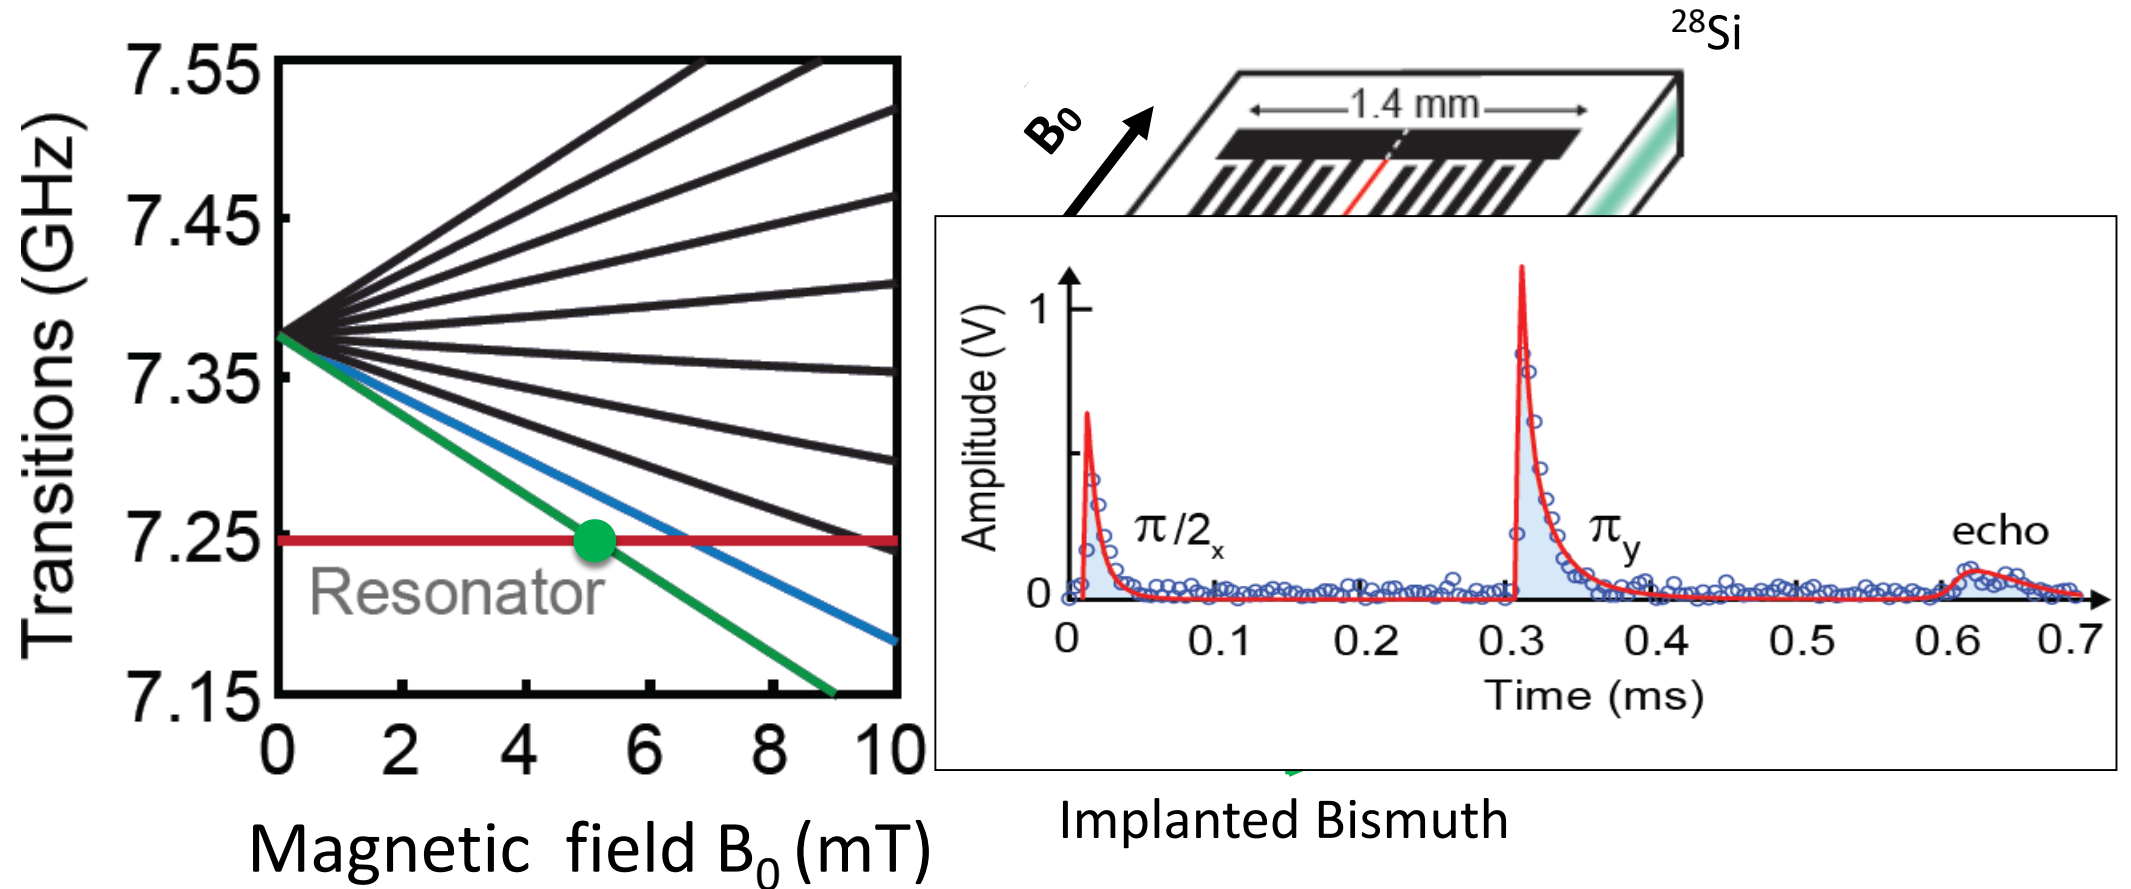 Transitions (GHz)
7.55
7.45
7.35
7.25
7.15
Resonator
0 2 4 6 8 10
Magnetic field B₀ (mT)
²⁸Si
B₀
1.4 mm
Amplitude (V)
1
0
π/2ₓ
π_y
echo
0 0.1 0.2 0.3 0.4 0.5 0.6 0.7
Time (ms)
Implanted Bismuth